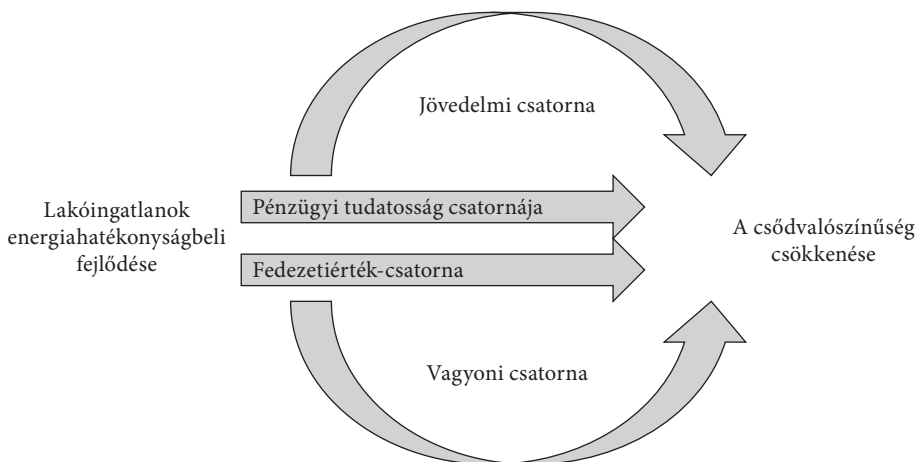 Jövedelmi csatorna
Lakóingatlanok
energiahatékonyságbeli
fejlődése
Pénzügyi tudatosság csatornája
Fedezetiérték-csatorna
A csődvalószínűség
csökkenése
Vagyoni csatorna